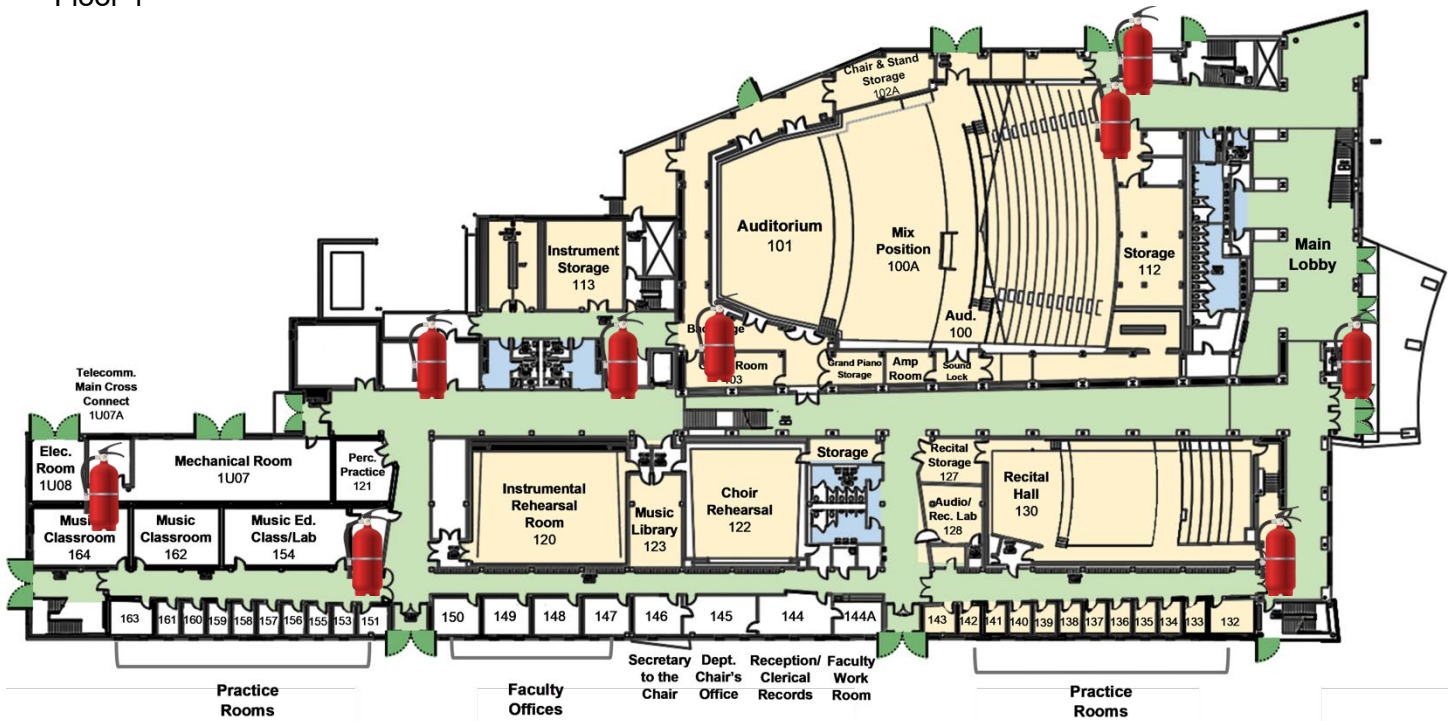 Chair & Stand
Storage
102A
Auditorium
101
Mix
Position
100A
Instrument
Storage
113
Storage
112
Main
Lobby
Aud.
100
Room
Grand Piano
Storage
Amp
Room
Sound
Lock
Telecomm.
Main Cross
Connect
1U07A
Elec.
Room
1U08
Mechanical Room
1U07
Perc.
Practice
121
Storage
Recital
Storage
127
Instrumental
Rehearsal
Room
120
Music
Library
123
Choir
Rehearsal
122
Audio/
Rec. Lab
128
Recital
Hall
130
Classroom
164
Music
Classroom
162
Music Ed.
Class/Lab
154
163
161
160
159
158
157
156
155
153
151
150
149
148
147
146
145
144
144A
143
142
141
140
139
138
137
136
135
134
133
132
Practice
Rooms
Faculty
Offices
Secretary
to the
Chair
Dept.
Chair's
Office
Reception/
Clerical
Records
Faculty
Work
Room
Practice
Rooms